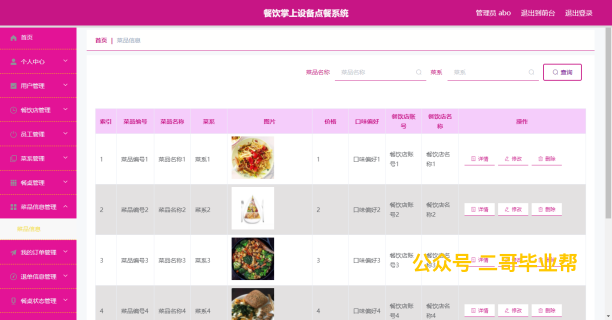 餐饮掌上设备点餐系统
管理员 abo 退出到前台 退出登录
首页
个人中心
用户管理
餐饮店管理
员工管理
菜系管理
餐桌管理
菜品信息管理
菜品信息
我的订单管理
退单信息管理
餐桌状态管理
首页 | 菜品信息
菜品名称 菜品名称 菜系 菜系 查询
索引 菜品编号 菜品名称 菜系 图片 价格 口味偏好 餐饮店账号 餐饮店名称 操作
1 菜品编号1 菜品名称1 菜系1 1 口味偏好1 餐饮店账号1 餐饮店名称1 详情 修改 删除
2 菜品编号2 菜品名称2 菜系2 2 口味偏好2 餐饮店账号2 餐饮店名称2 详情 修改 删除
3 菜品编号3 菜品名称3 菜系3 3 口味偏好3 餐饮店账号3 餐饮店名
4 菜品编号4 菜品名称4 菜系4 4 口味偏好4 餐饮店账号4 餐饮店名称4 详情 修改 删除
公众号 二哥毕业帮